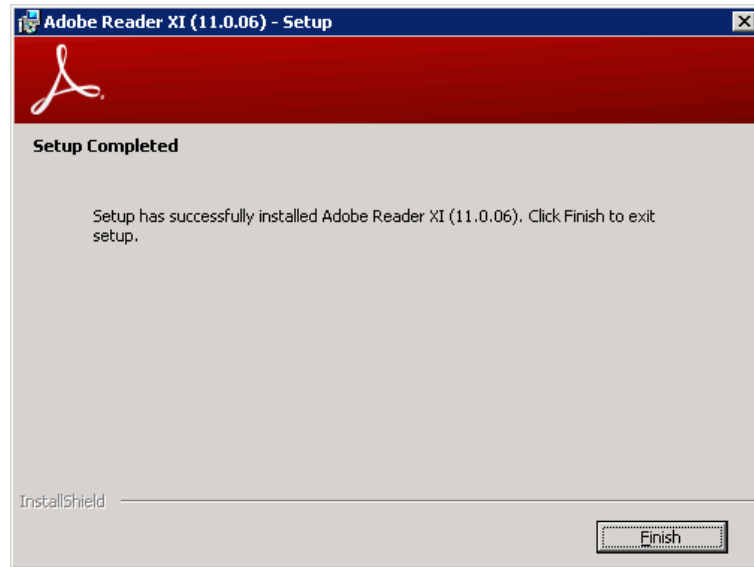 Adobe Reader XI (11.0.06) - Setup
Setup Completed
Setup has successfully installed Adobe Reader XI (11.0.06). Click Finish to exit
setup.
InstallShield
Finish